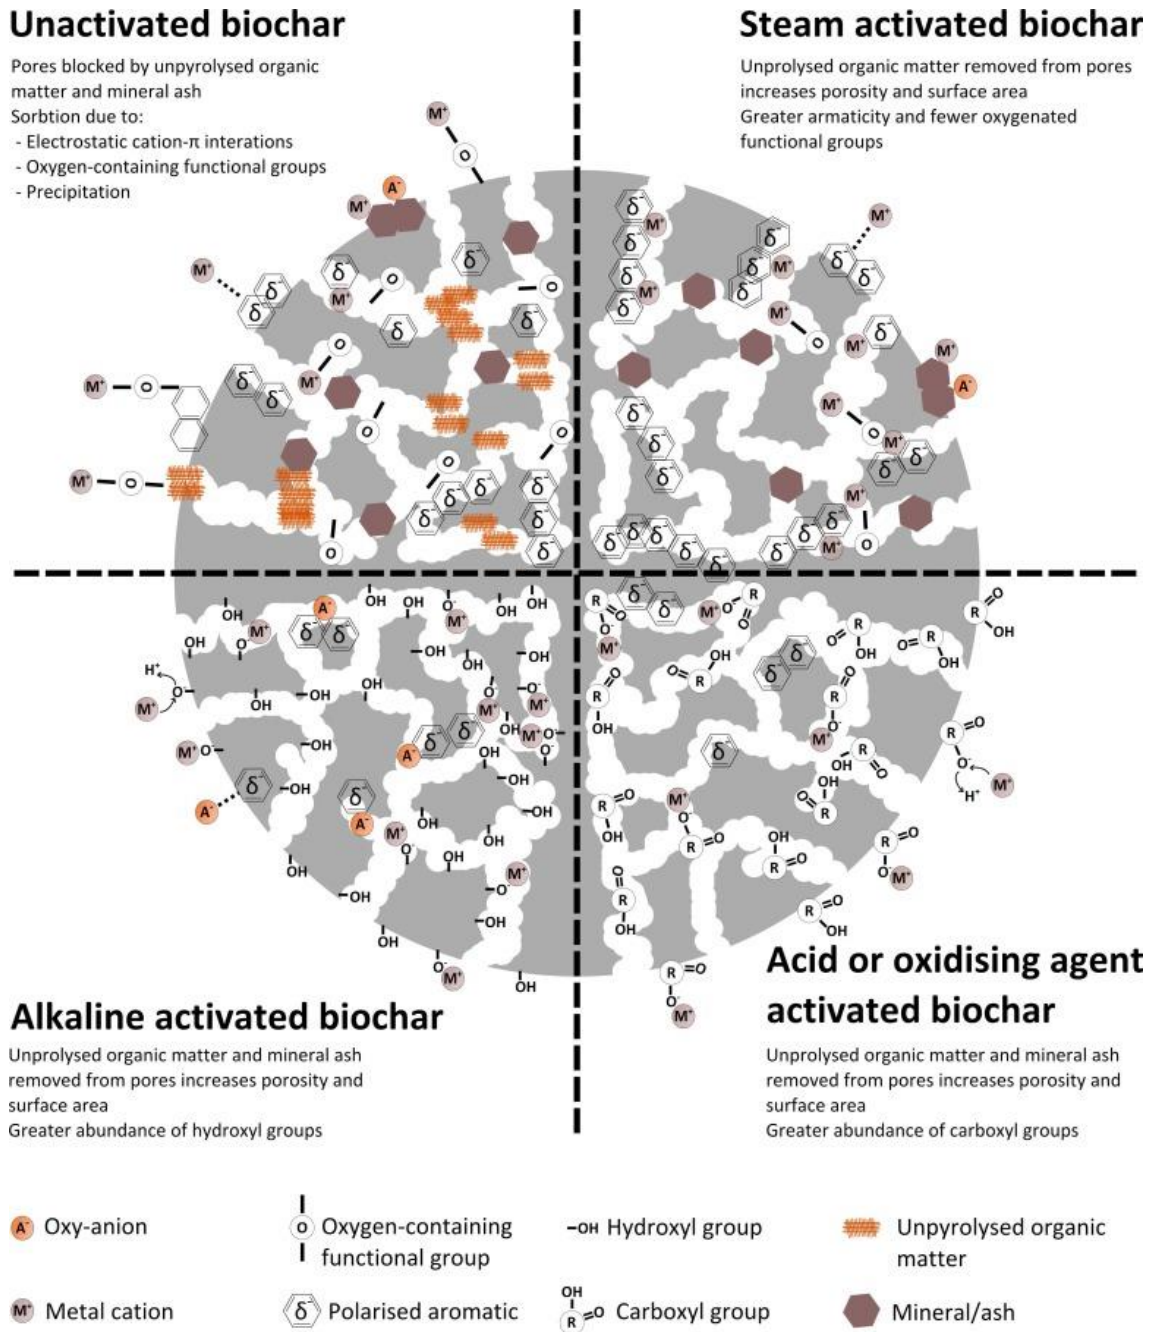 Unactivated biochar
Pores blocked by unpyrolysed organic
matter and mineral ash
Sorbtion due to:
- Electrostatic cation-π interations
- Oxygen-containing functional groups
- Precipitation
Steam activated biochar
Unprolysed organic matter removed from pores
increases porosity and surface area
Greater armaticity and fewer oxygenated
functional groups
Alkaline activated biochar
Unprolysed organic matter and mineral ash
removed from pores increases porosity and
surface area
Greater abundance of hydroxyl groups
Acid or oxidising agent
activated biochar
Unprolysed organic matter and mineral ash
removed from pores increases porosity and
surface area
Greater abundance of carboxyl groups
A⁻ Oxy-anion
O Oxygen-containing
functional group
-OH Hydroxyl group
Unpyrolysed organic
matter
M⁺ Metal cation
δ⁻ Polarised aromatic
OH
R=O Carboxyl group
Mineral/ash